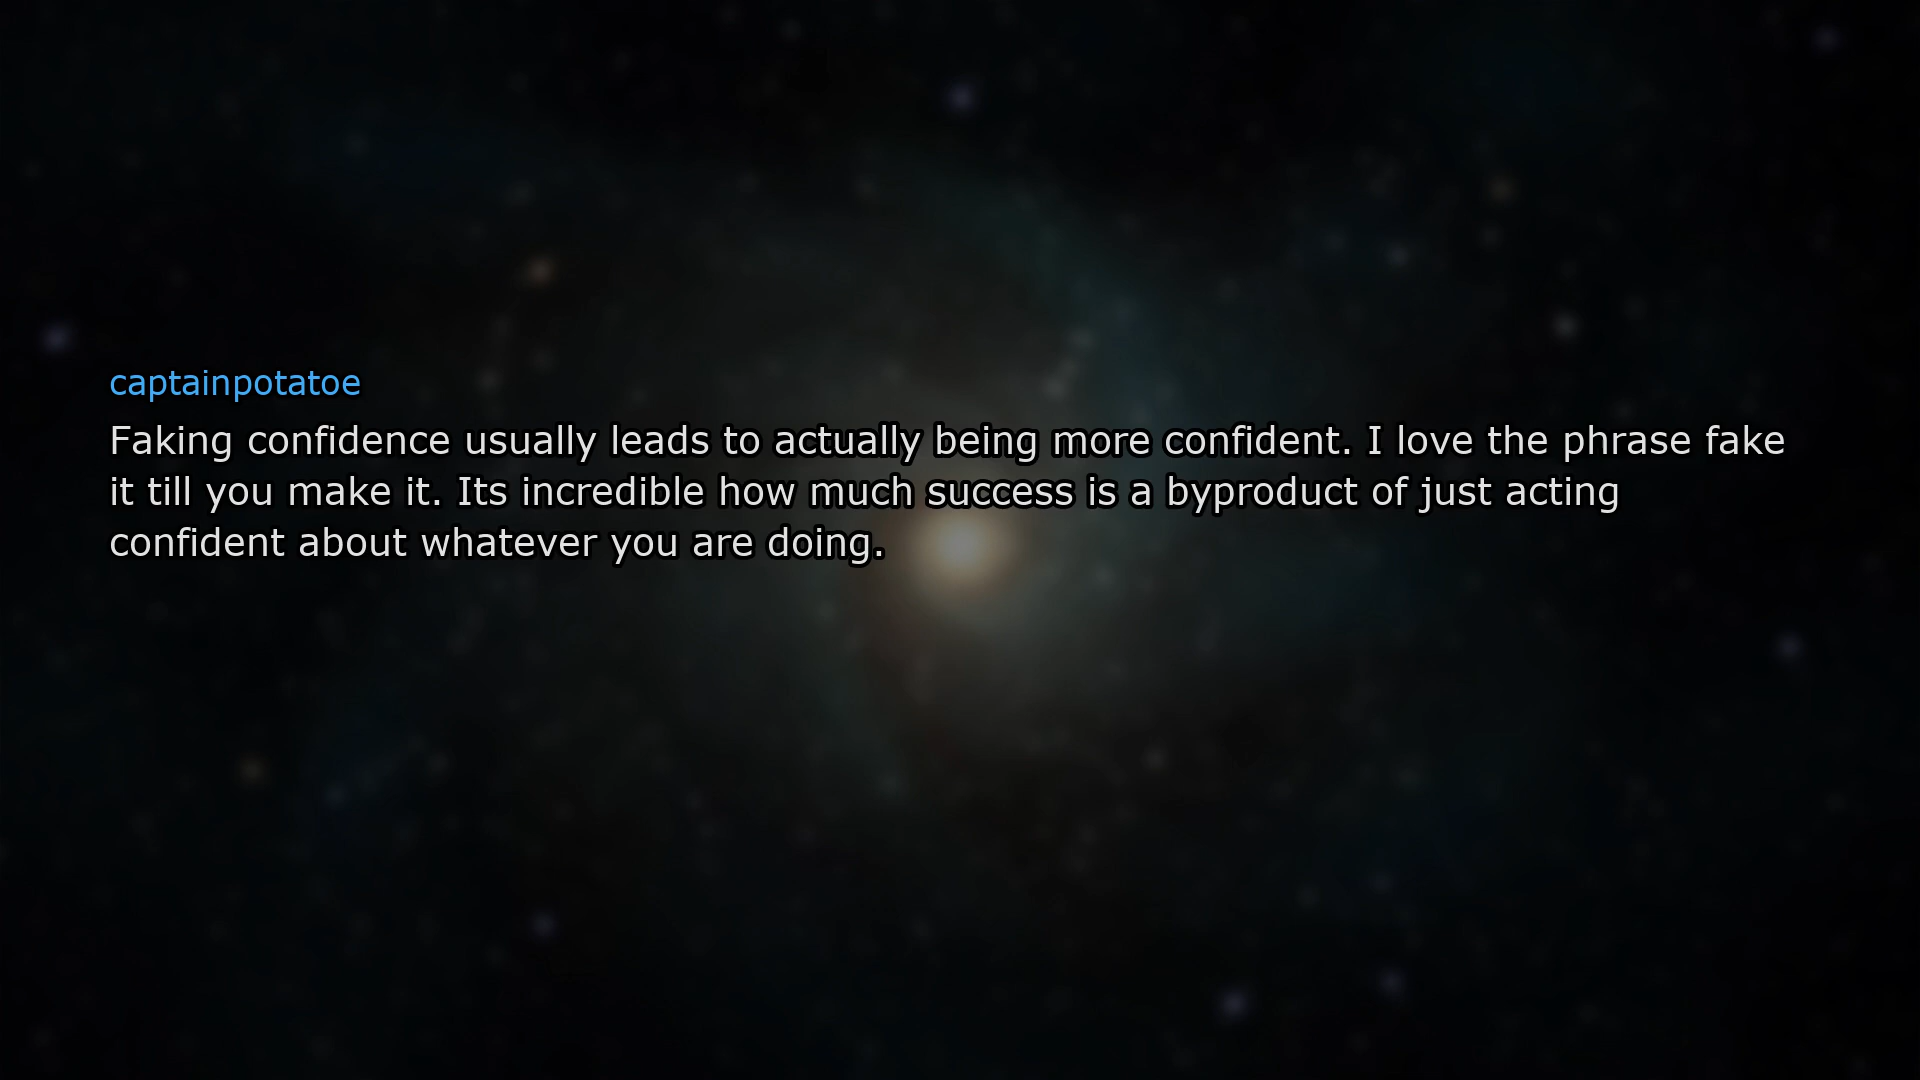 captainpotatoe
Faking confidence usually leads to actually being more confident. I love the phrase fake
it till you make it. Its incredible how much success is a byproduct of just acting
confident about whatever you are doing.